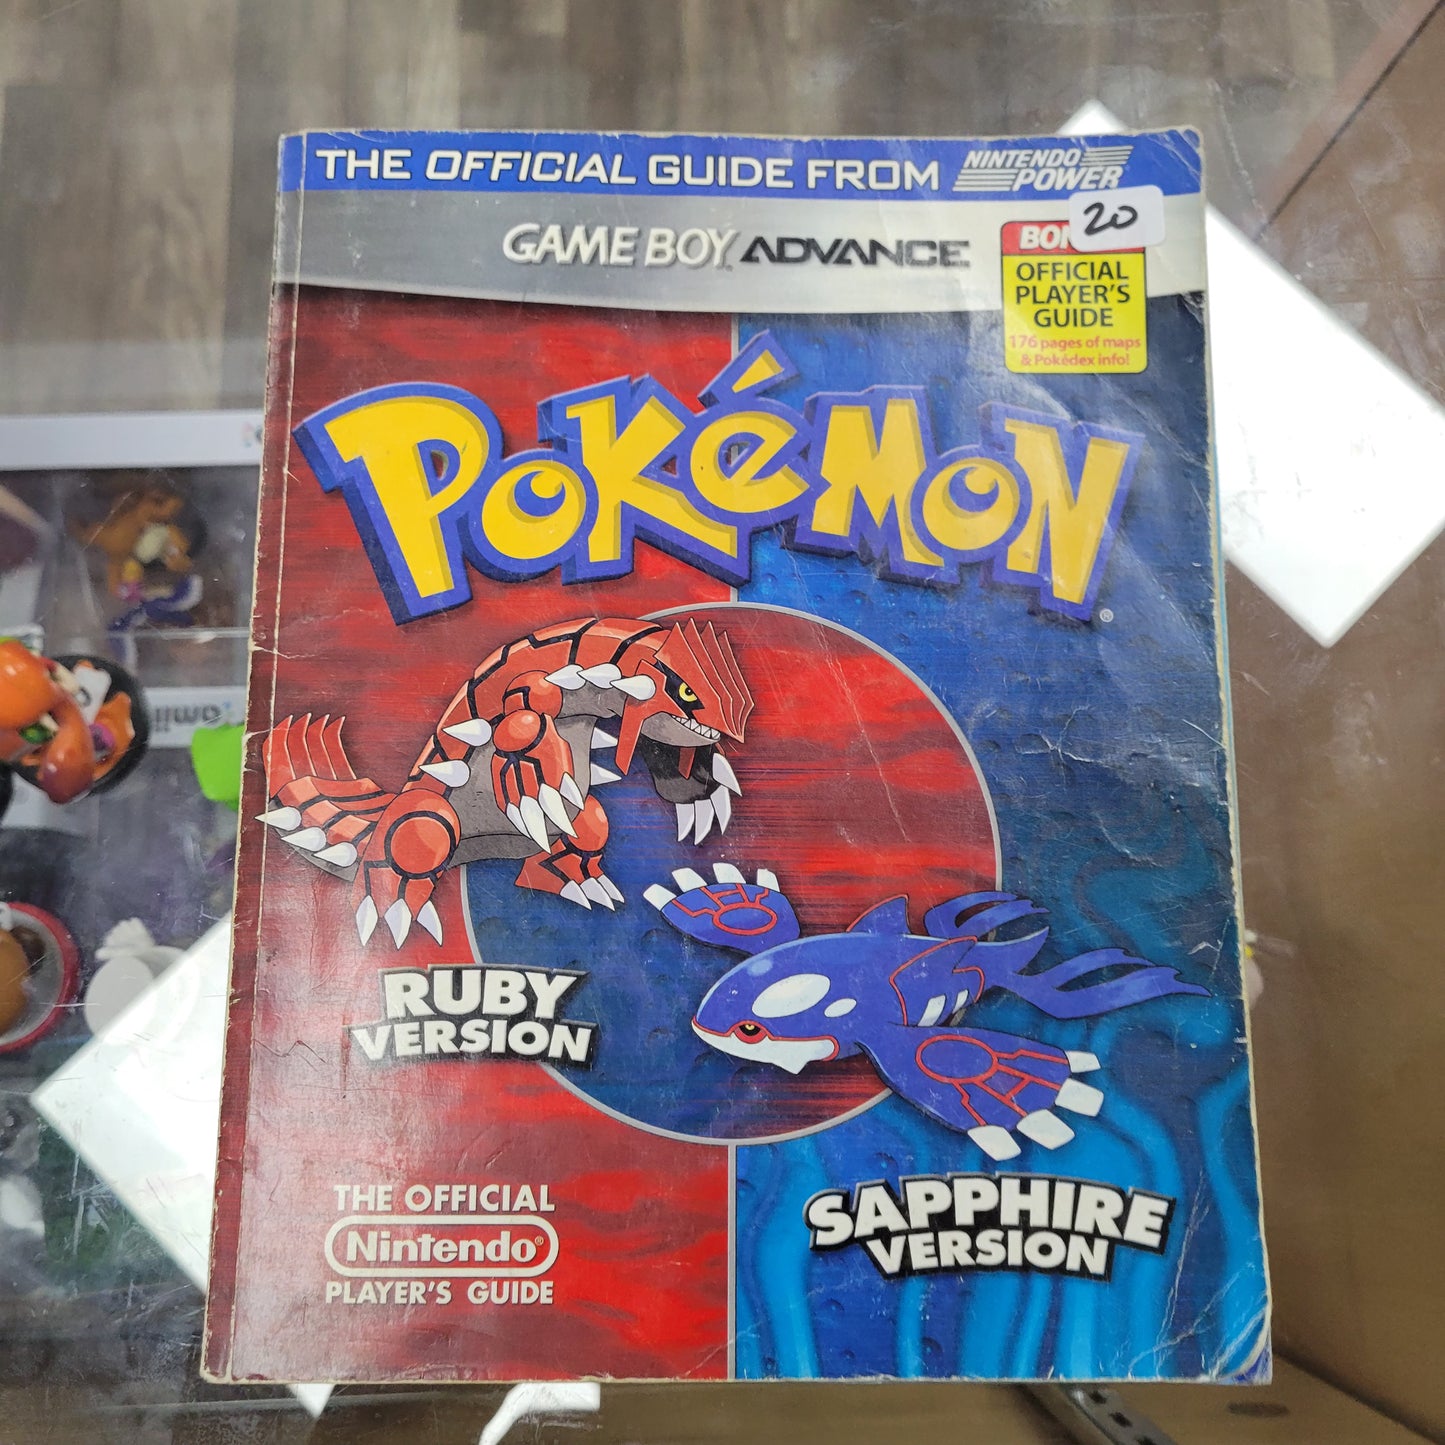 THE OFFICIAL GUIDE FROM NINTENDO POWER
20
GAME BOY ADVANCE
OFFICIAL
PLAYER'S
GUIDE
176 pages of maps
& Pokédex info!
POKéMON®
RUBY
VERSION
SAPPHIRE
VERSION
THE OFFICIAL
Nintendo®
PLAYER'S GUIDE